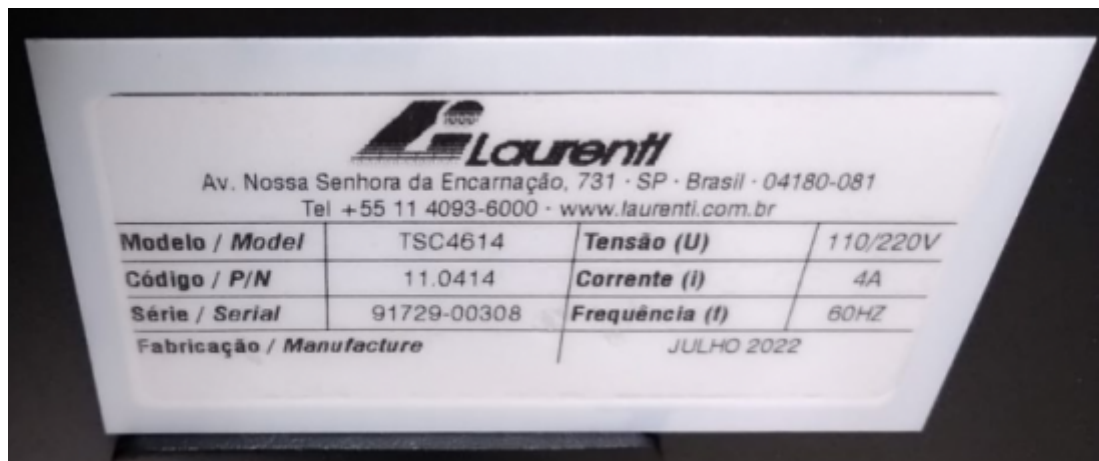 Laurenti
Av. Nossa Senhora da Encarnação, 731 · SP · Brasil · 04180-081
Tel +55 11 4093-6000 · www.laurenti.com.br
Modelo / Model TSC4614 Tensão (U) 110/220V
Código / P/N 11.0414 Corrente (i) 4A
Série / Serial 91729-00308 Frequência (f) 60HZ
Fabricação / Manufacture JULHO 2022